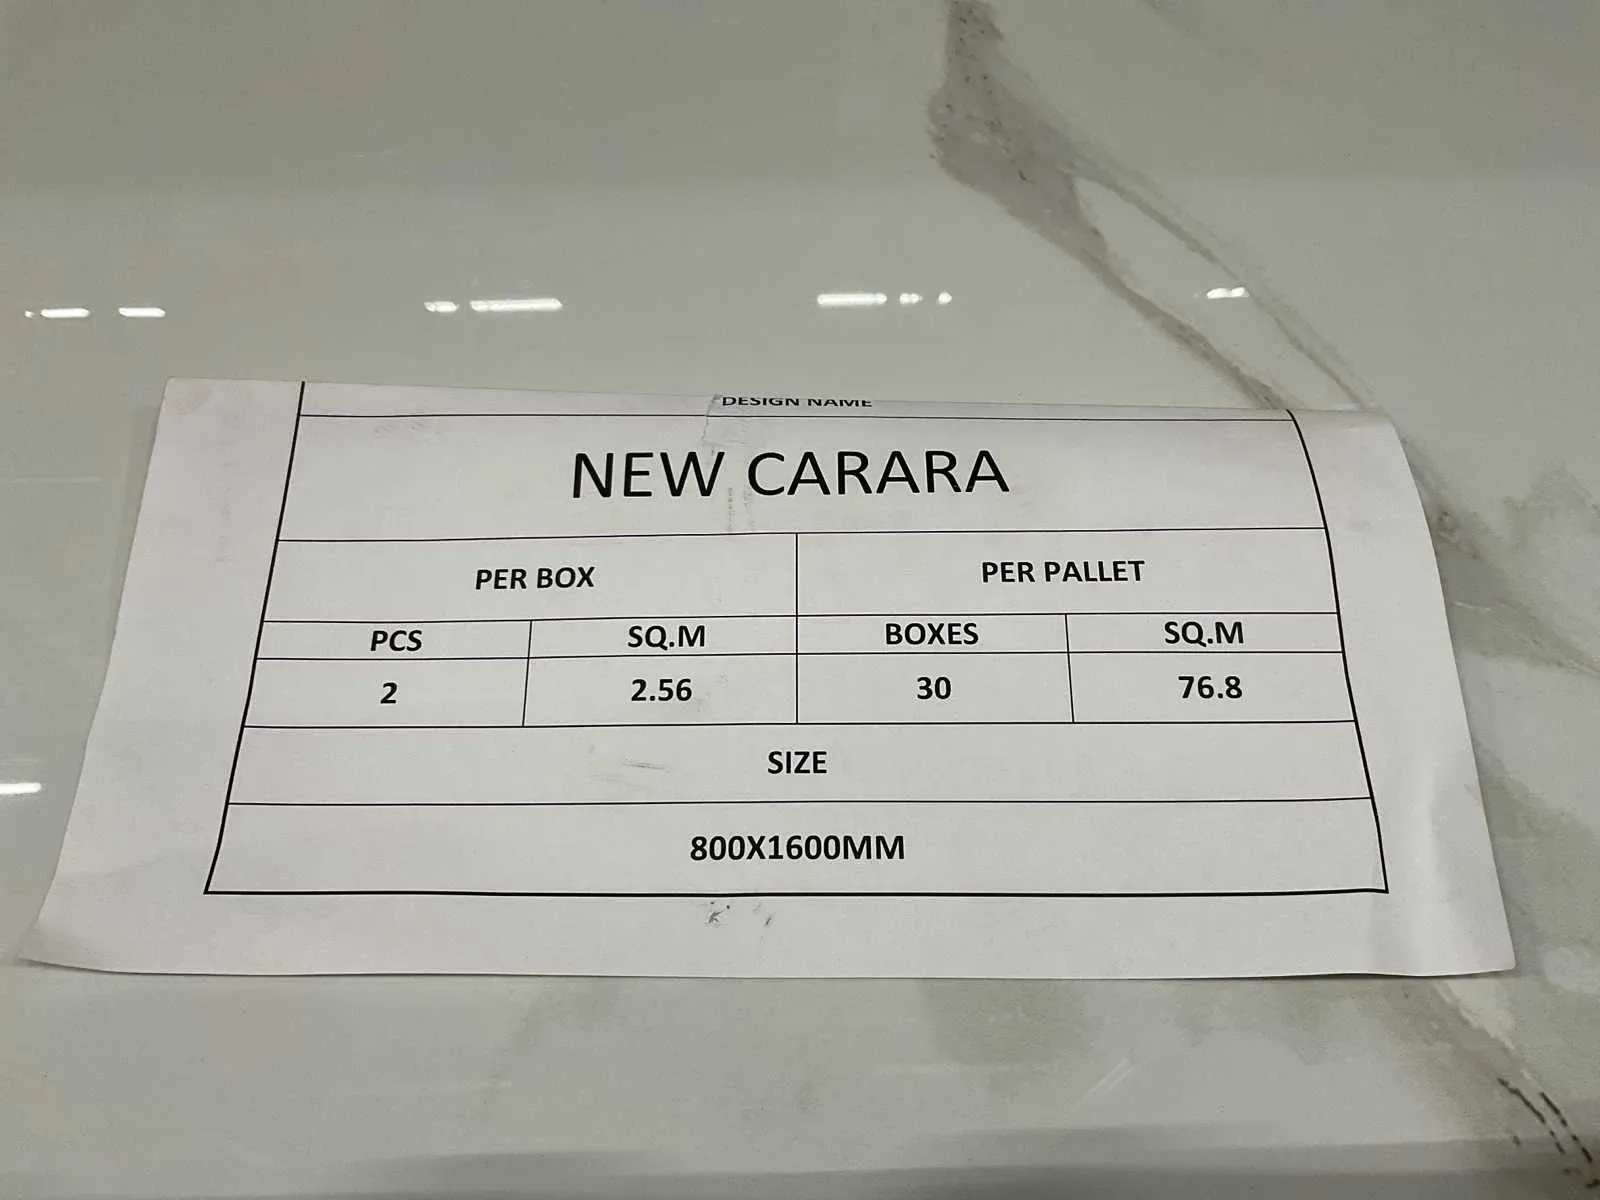 DESIGN NAME
NEW CARARA
PER BOX PER PALLET
PCS SQ.M BOXES SQ.M
2 2.56 30 76.8
SIZE
800X1600MM